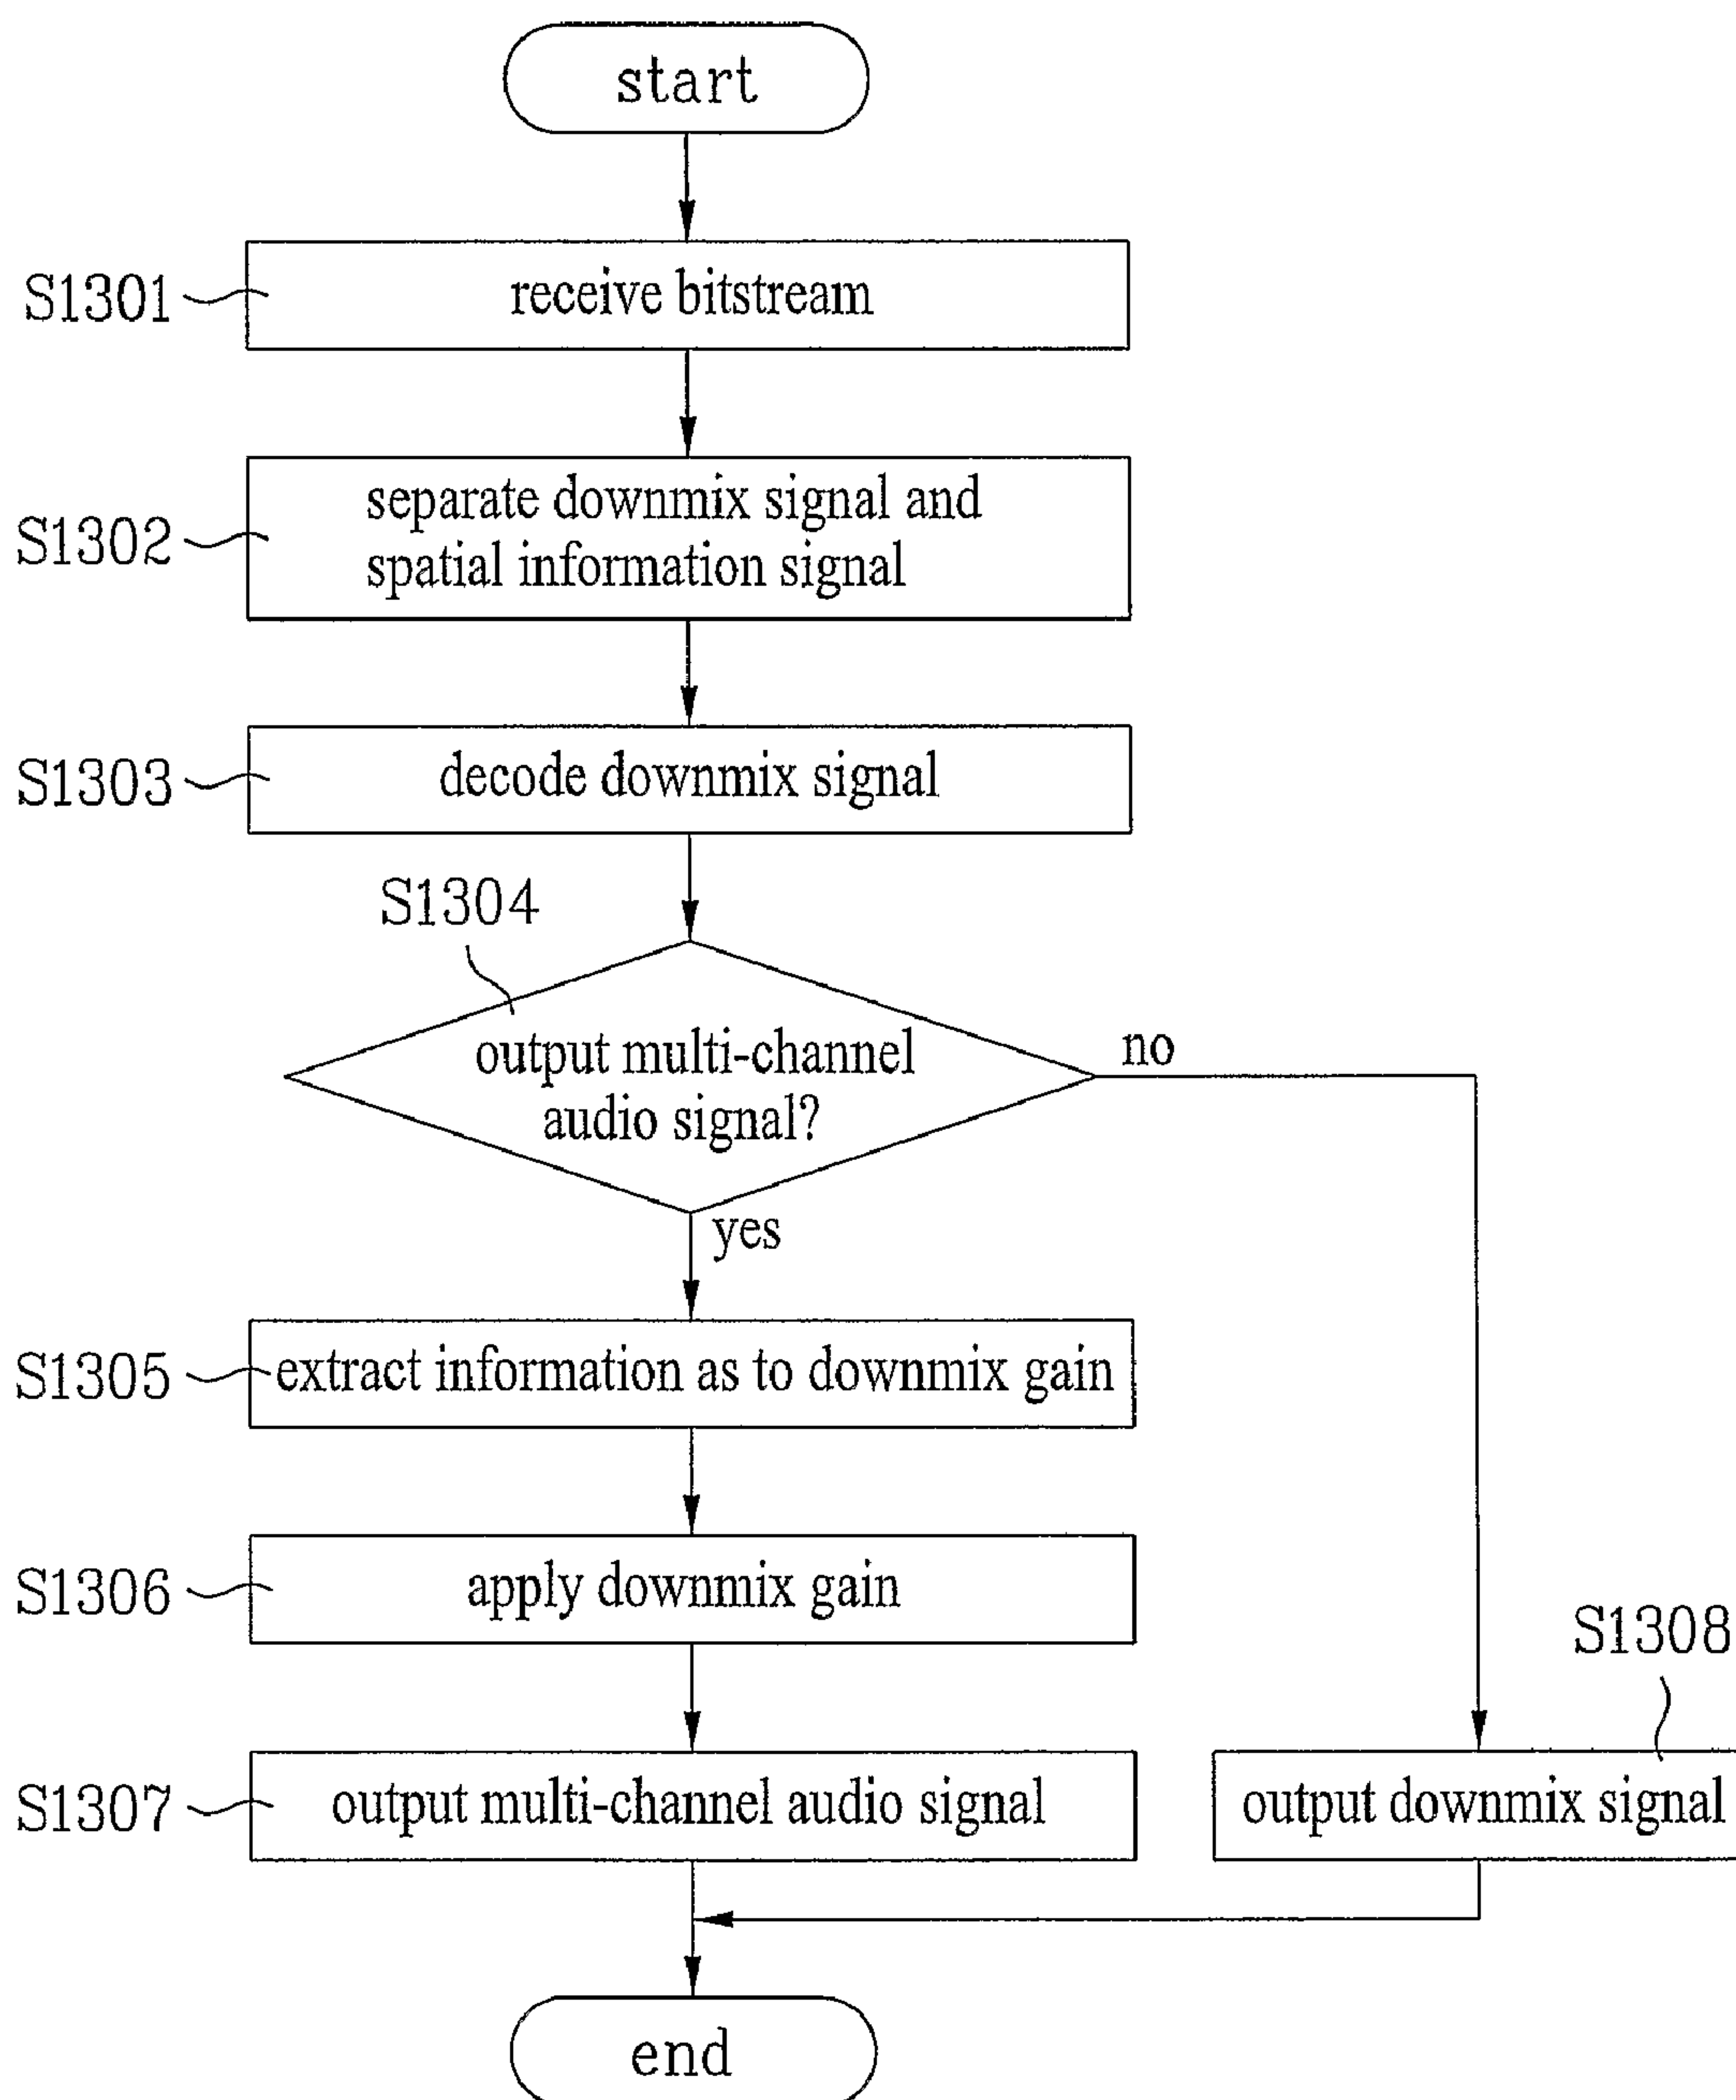 start
S1301
receive bitstream
S1302
separate downmix signal and
spatial information signal
S1303
decode downmix signal
S1304
output multi-channel
audio signal?
no
yes
S1305
extract information as to downmix gain
S1306
apply downmix gain
S1308
S1307
output multi-channel audio signal
output downmix signal
end